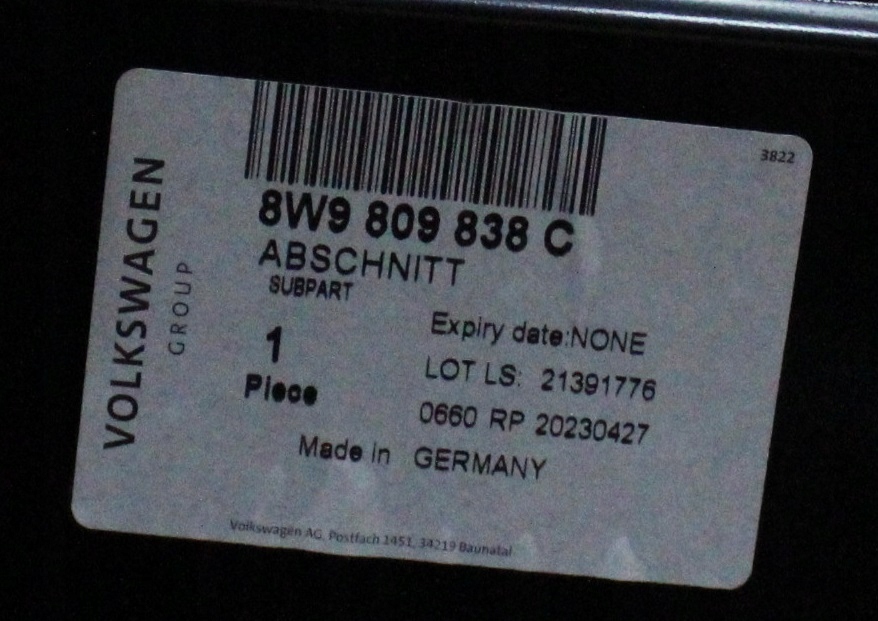 VOLKSWAGEN
GROUP
3822
8W9 809 838 C
ABSCHNITT
SUBPART
1
Piece
Expiry date:NONE
LOT LS: 21391776
0660 RP 20230427
Made in GERMANY
Volkswagen AG, Postfach 1451, 34219 Baunatal